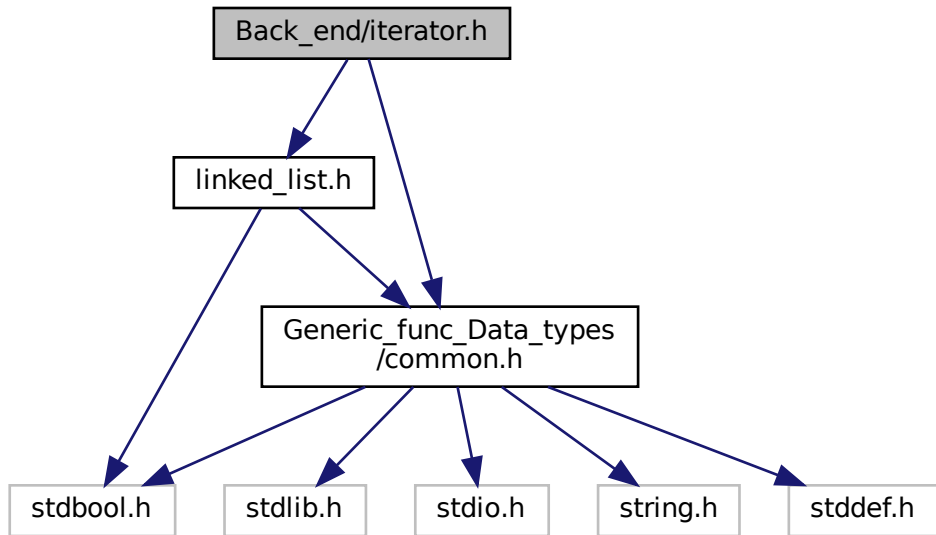 Back_end/iterator.h
linked_list.h
Generic_func_Data_types
/common.h
stdbool.h
stdlib.h
stdio.h
string.h
stddef.h